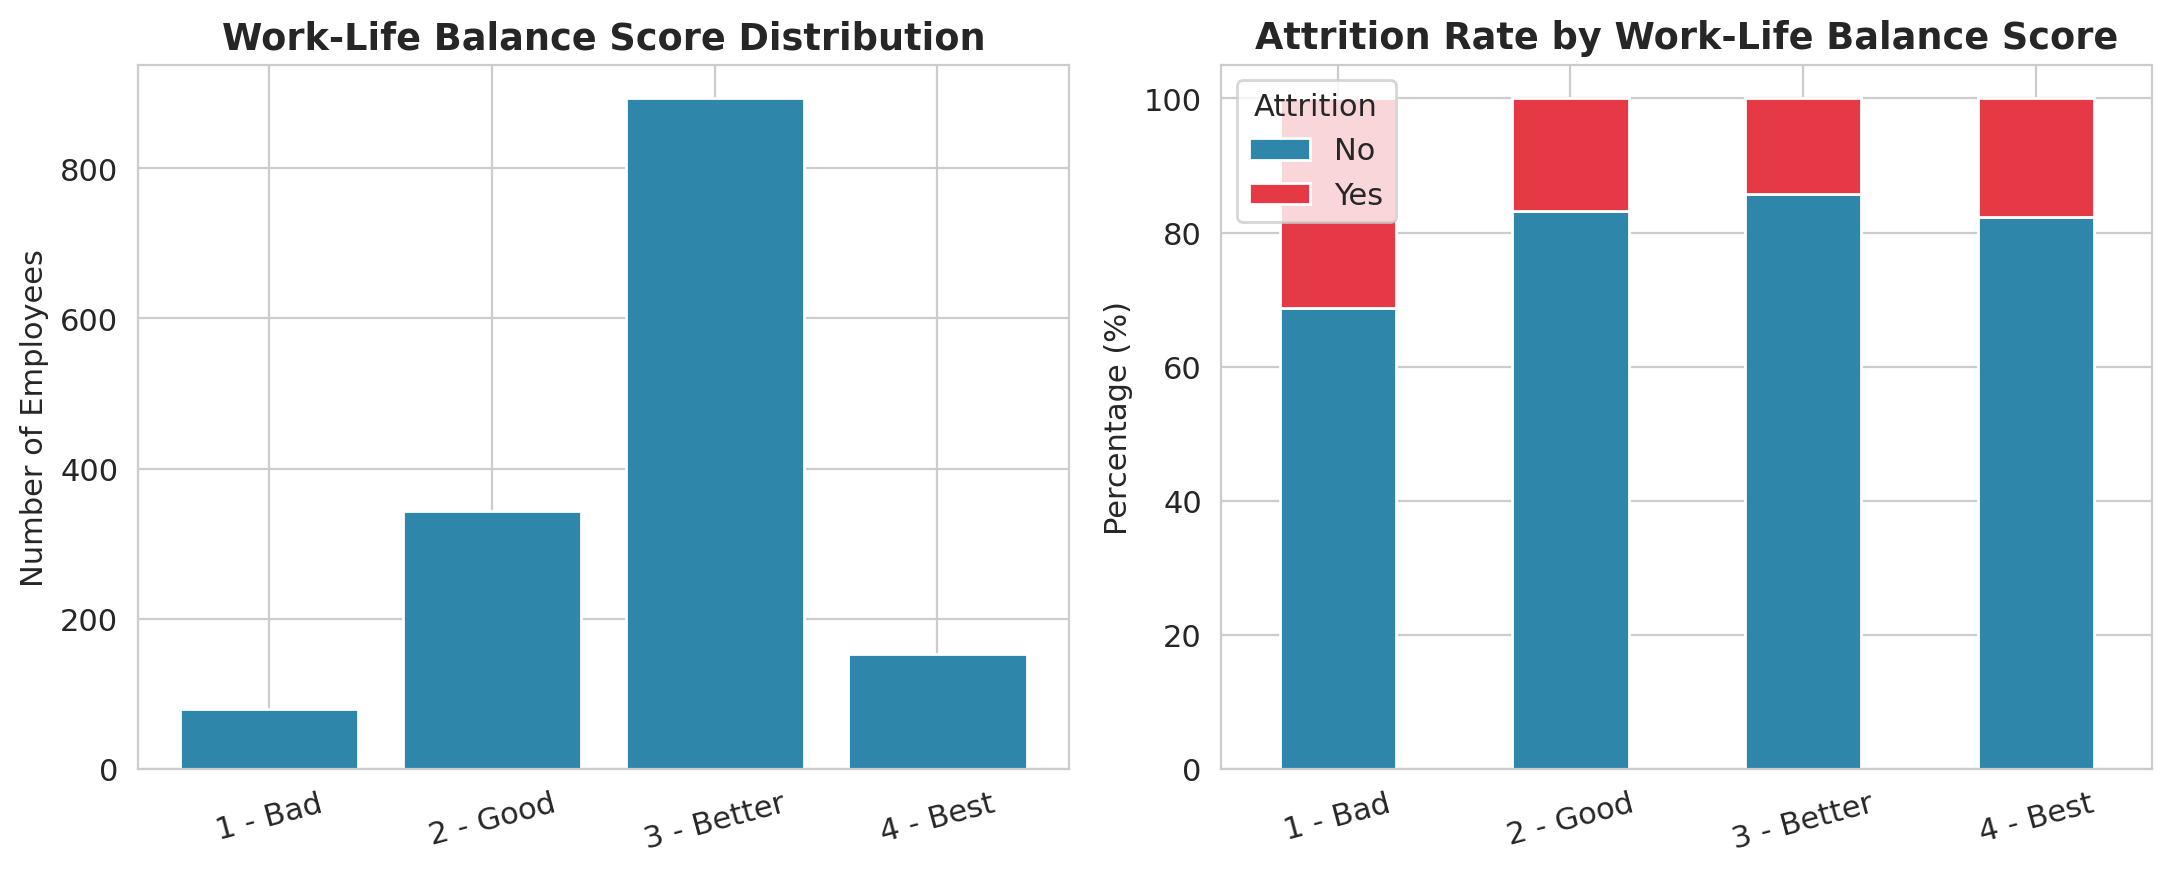 Work-Life Balance Score Distribution
Number of Employees
800
600
400
200
0
1 - Bad
2 - Good
3 - Better
4 - Best
Attrition Rate by Work-Life Balance Score
Percentage (%)
100
80
60
40
20
0
Attrition
No
Yes
1 - Bad
2 - Good
3 - Better
4 - Best